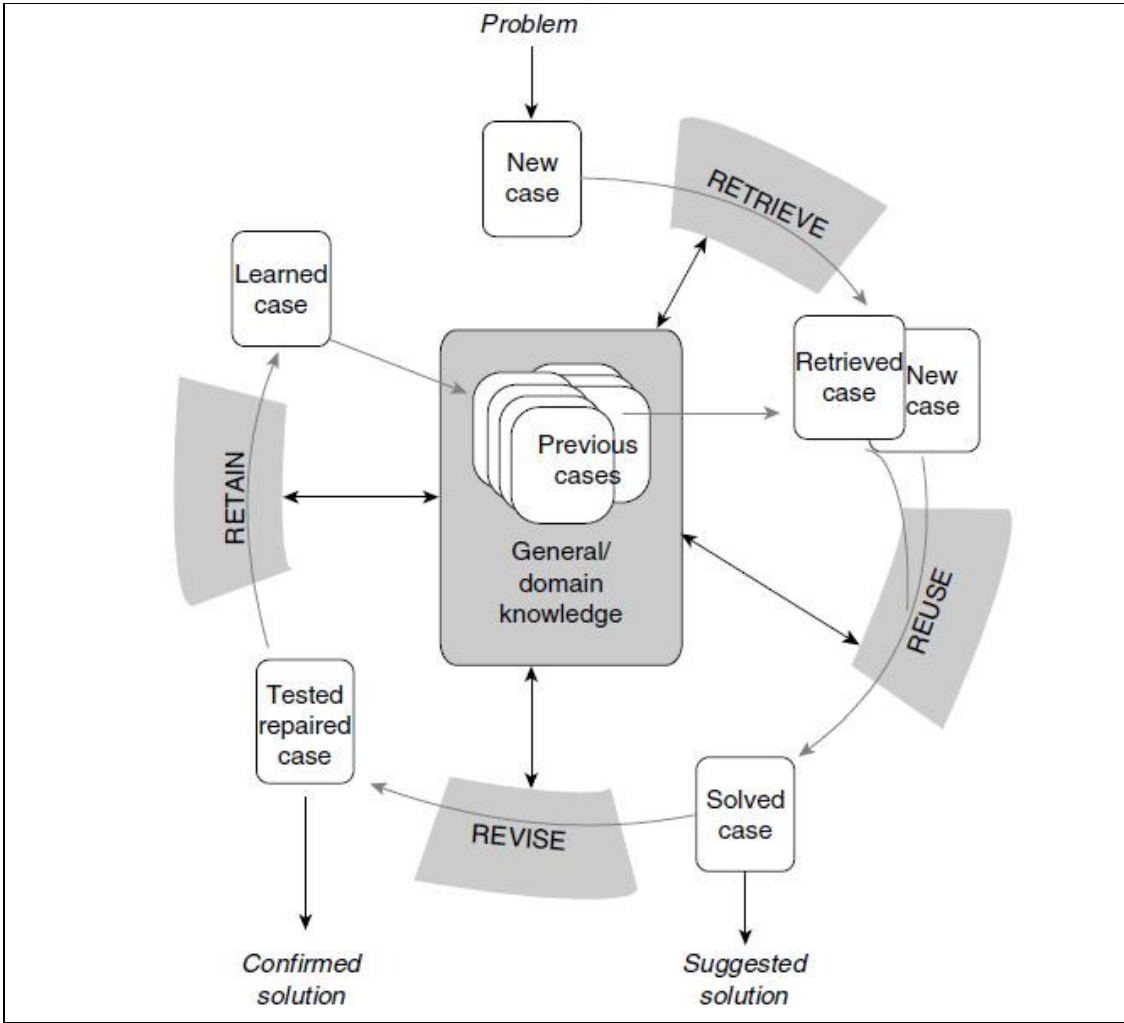 Problem
New
case
RETRIEVE
Learned
case
Retrieved
case
New
case
Previous
cases
General/
domain
knowledge
RETAIN
REUSE
Tested
repaired
case
REVISE
Solved
case
Confirmed
solution
Suggested
solution